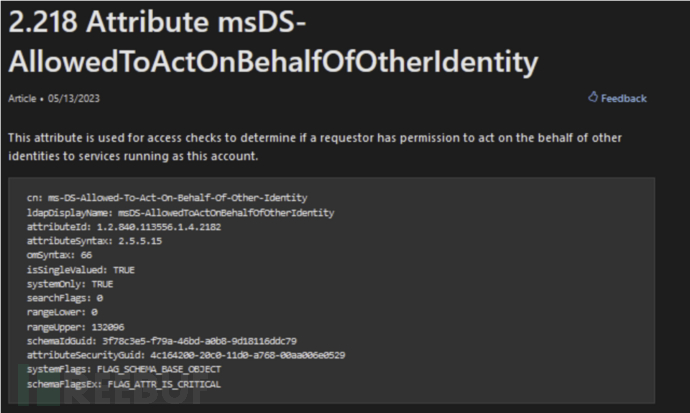 2.218 Attribute msDS-
AllowedToActOnBehalfOfOtherIdentity
Article • 05/13/2023
Feedback
This attribute is used for access checks to determine if a requestor has permission to act on the behalf of other
identities to services running as this account.
cn: ms-DS-Allowed-To-Act-On-Behalf-Of-Other-Identity
ldapDisplayName: msDS-AllowedToActOnBehalfOfOtherIdentity
attributeId: 1.2.840.113556.1.4.2182
attributeSyntax: 2.5.5.15
omSyntax: 66
isSingleValued: TRUE
systemOnly: TRUE
searchFlags: 0
rangeLower: 0
rangeUpper: 132096
schemaIdGuid: 3f78c3e5-f79a-46bd-a0b8-9d18116ddc79
attributeSecurityGuid: 4c164200-20c0-11d0-a768-00aa006e0529
systemFlags: FLAG_SCHEMA_BASE_OBJECT
schemaFlagsEx: FLAG_ATTR_IS_CRITICAL